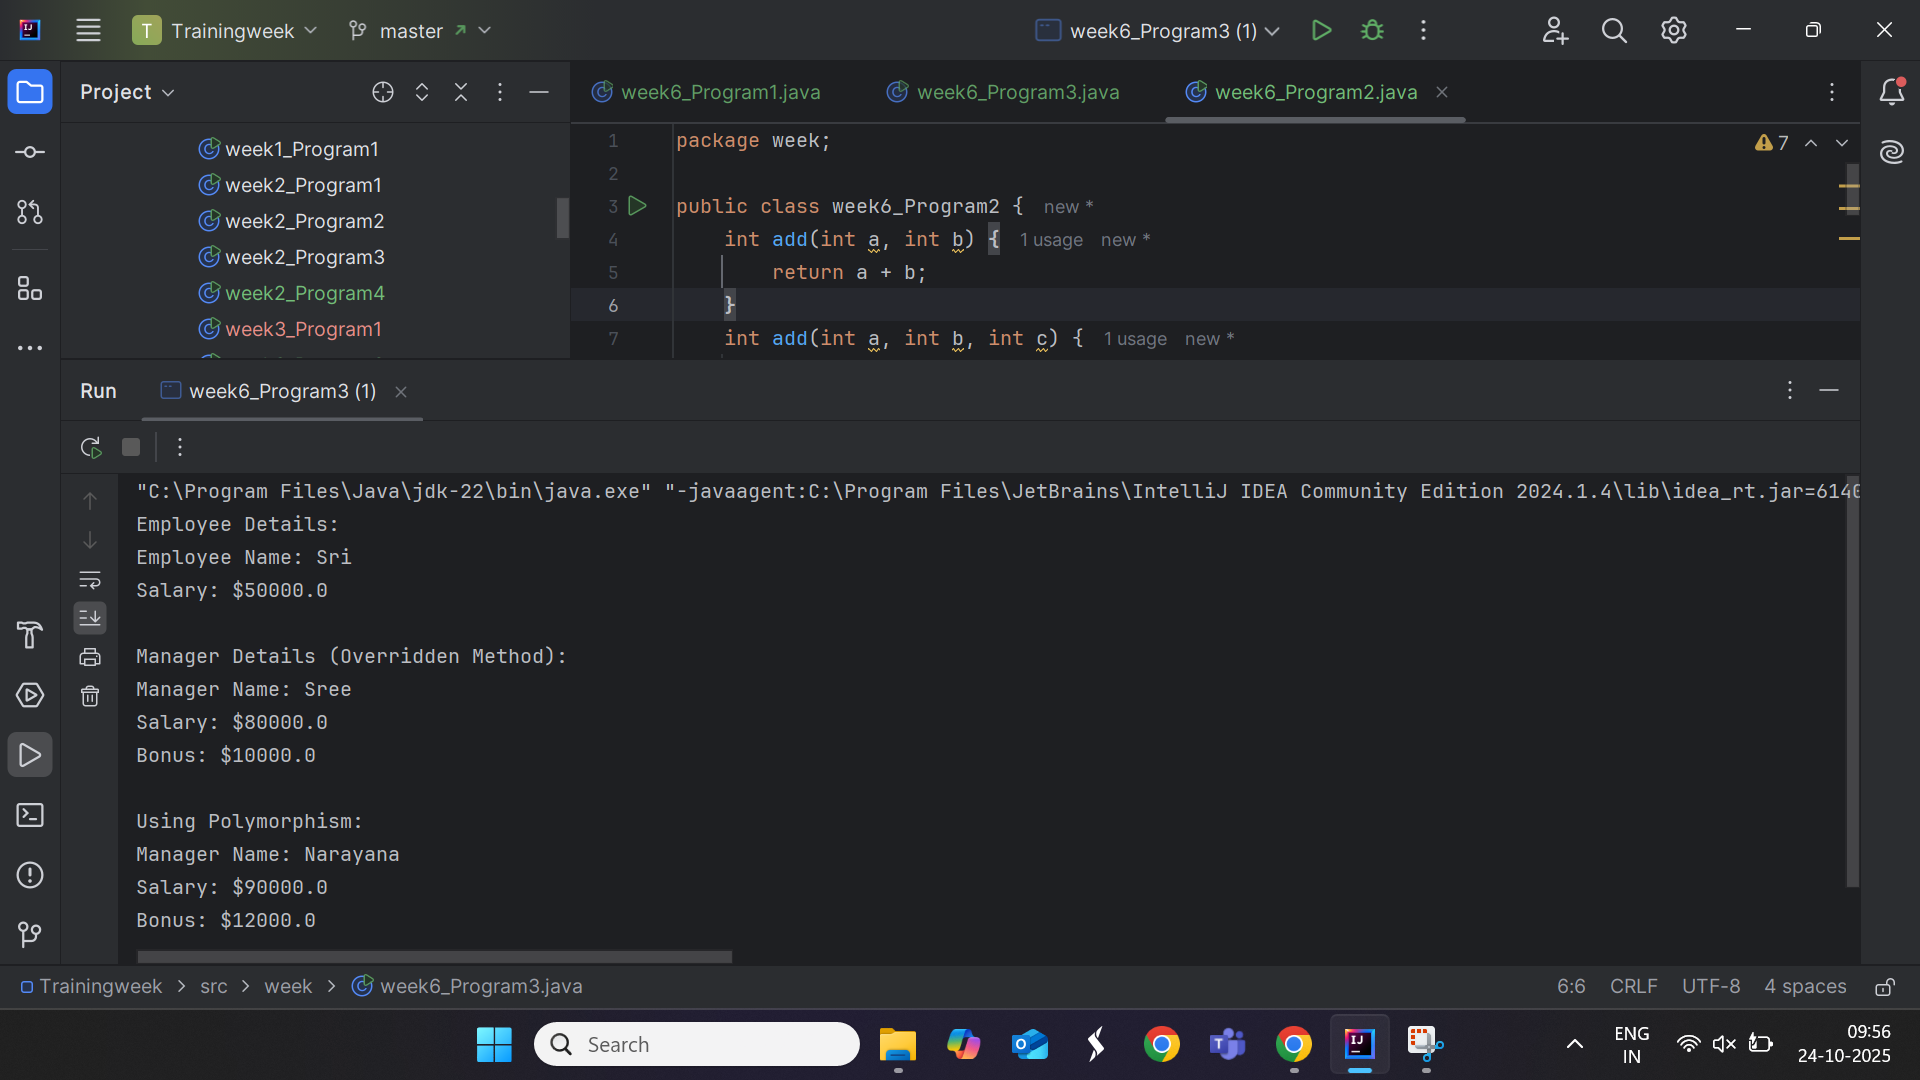 T Trainingweek master week6_Program3 (1)
Project
week1_Program1
week2_Program1
week2_Program2
week2_Program3
week2_Program4
week3_Program1
week6_Program1.java week6_Program3.java week6_Program2.java
7
1 package week;
2
3 public class week6_Program2 { new *
4 int add(int a, int b) { 1 usage new *
5 return a + b;
6 }
7 int add(int a, int b, int c) { 1 usage new *
Run week6_Program3 (1)
"C:\Program Files\Java\jdk-22\bin\java.exe" "-javaagent:C:\Program Files\JetBrains\IntelliJ IDEA Community Edition 2024.1.4\lib\idea_rt.jar=6140
Employee Details:
Employee Name: Sri
Salary: $50000.0
Manager Details (Overridden Method):
Manager Name: Sree
Salary: $80000.0
Bonus: $10000.0
Using Polymorphism:
Manager Name: Narayana
Salary: $90000.0
Bonus: $12000.0
Trainingweek > src > week > week6_Program3.java
6:6 CRLF UTF-8 4 spaces
Search
ENG
IN
09:56
24-10-2025